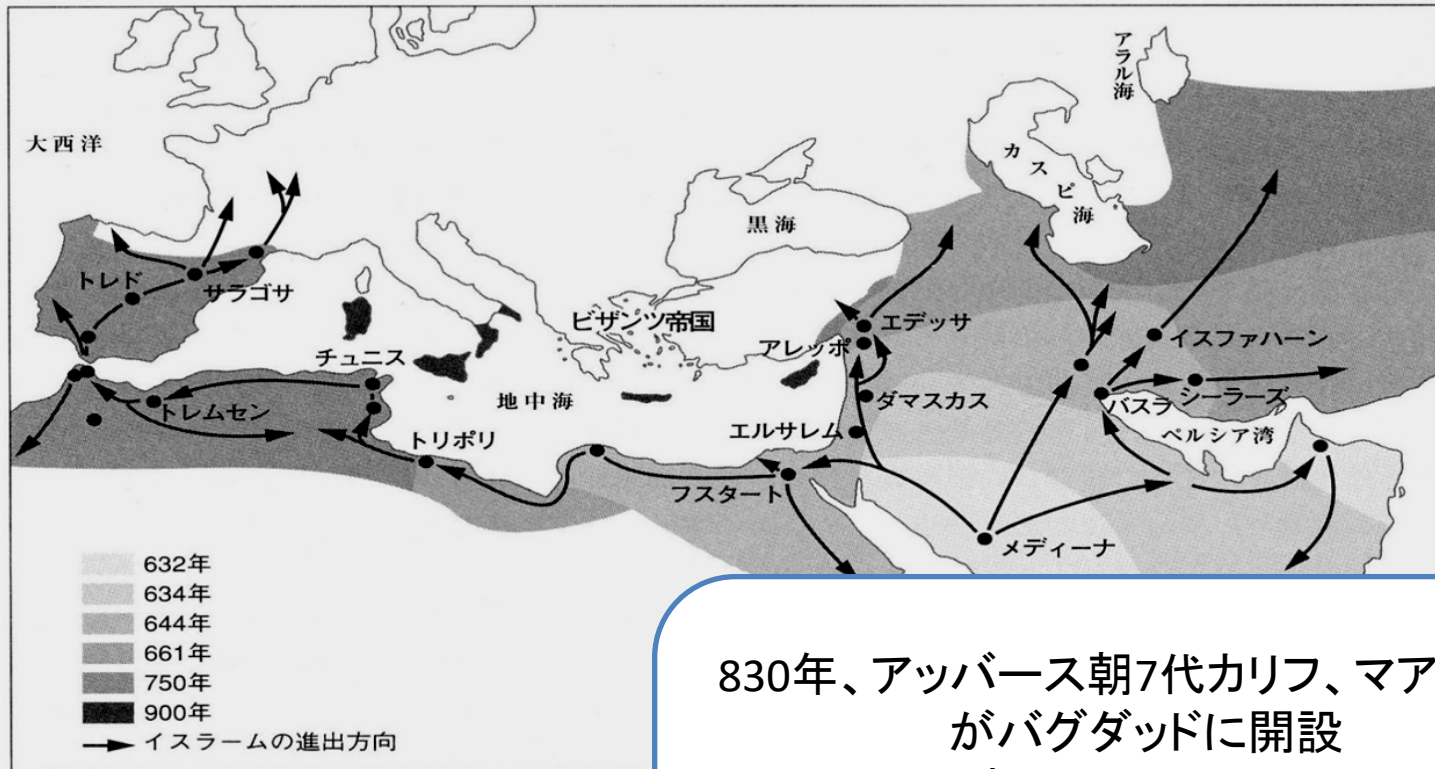 アラル海
大西洋
カスピ海
黒海
トレド
サラゴサ
ビザンツ帝国
エデッサ
アレッポ
イスファハーン
チュニス
地中海
ダマスカス
バスラ
シーラーズ
トレムセン
エルサレム
ペルシア湾
トリポリ
フスタート
メディーナ
632年
634年
644年
661年
750年
900年
イスラームの進出方向
830年、アッバース朝7代カリフ、マア
がバグダッドに開設